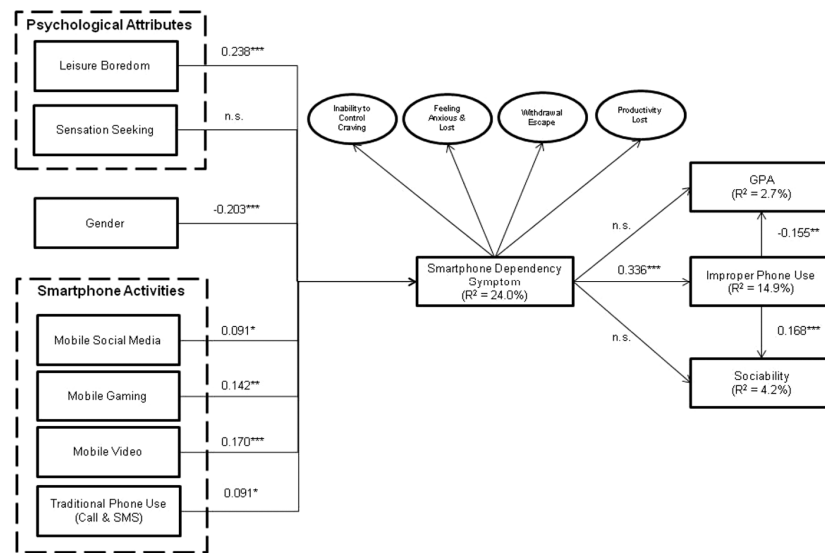 Psychological Attributes
Leisure Boredom
0.238***
Sensation Seeking
n.s.
Gender
-0.203***
Smartphone Activities
Mobile Social Media
0.091*
Mobile Gaming
0.142**
Mobile Video
0.170***
Traditional Phone Use
(Call & SMS)
0.091*
Inability to
Control
Craving
Feeling
Anxious &
Lost
Withdrawal
Escape
Productivity
Lost
Smartphone Dependency
Symptom
(R² = 24.0%)
n.s.
0.336***
n.s.
GPA
(R² = 2.7%)
-0.155**
Improper Phone Use
(R² = 14.9%)
0.168***
Sociability
(R² = 4.2%)